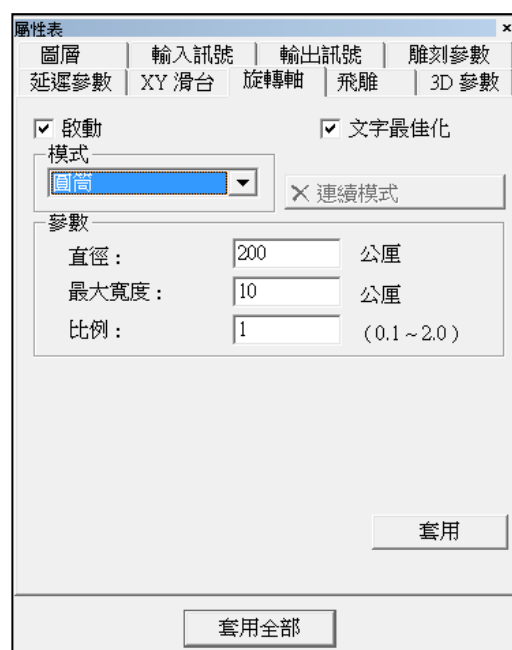 屬性表 ×
圖層 輸入訊號 輸出訊號 雕刻參數
延遲參數 XY 滑台 旋轉軸 飛雕 3D 參數
啟動 文字最佳化
模式
圓筒 連續模式
參數
直徑： 200 公厘
最大寬度： 10 公厘
比例： 1 （0.1～2.0）
套用
套用全部